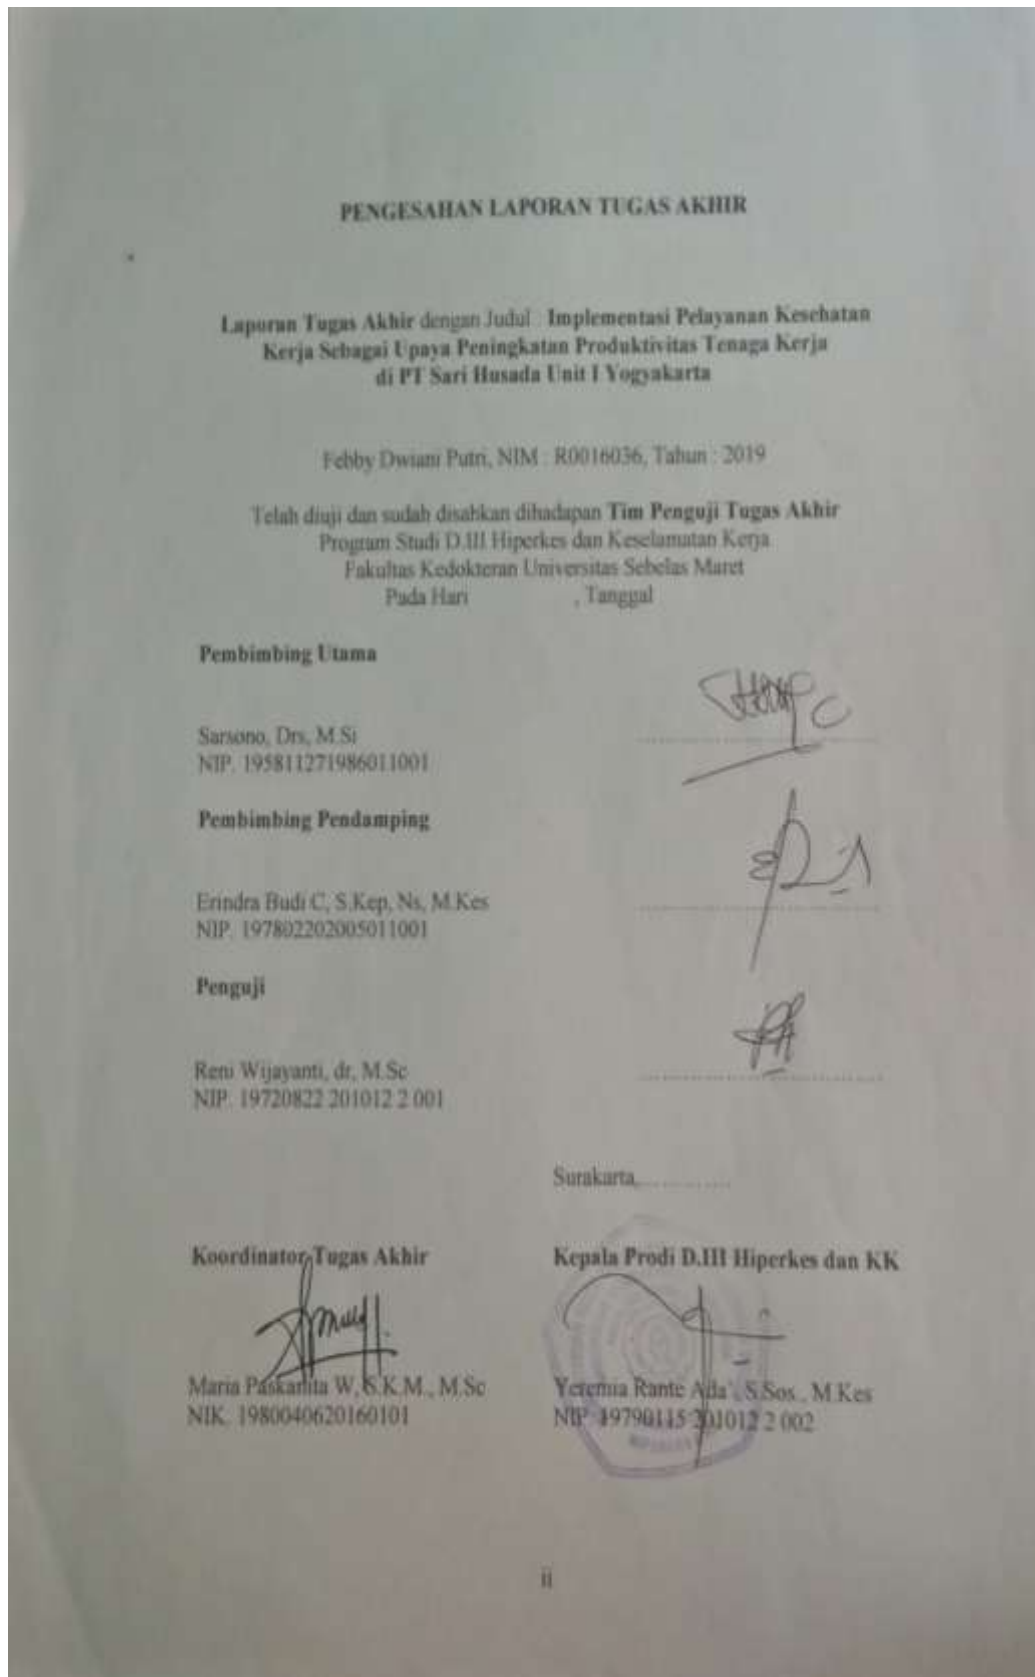 PENGESAHAN LAPORAN TUGAS AKHIR
Laporan Tugas Akhir dengan Judul : Implementasi Pelayanan Kesehatan
Kerja Sebagai Upaya Peningkatan Produktivitas Tenaga Kerja
di PT Sari Husada Unit I Yogyakarta
Febby Dwiani Putri, NIM : R0016036, Tahun : 2019
Telah diuji dan sudah disahkan dihadapan Tim Penguji Tugas Akhir
Program Studi D.III Hiperkes dan Keselamatan Kerja
Fakultas Kedokteran Universitas Sebelas Maret
Pada Hari , Tanggal
Pembimbing Utama
Sarsono, Drs, M.Si
NIP. 195811271986011001
Pembimbing Pendamping
Erindra Budi C, S.Kep, Ns, M.Kes
NIP. 197802202005011001
Penguji
Reni Wijayanti, dr, M.Sc
NIP. 19720822 201012 2 001
Surakarta,..............
Koordinator Tugas Akhir
Maria Paskanita W, S.K.M., M.Sc
NIK. 1980040620160101
Kepala Prodi D.III Hiperkes dan KK
Yeremia Rante Ada', S.Sos., M.Kes
NIP. 19790115 201012 2 002
ii